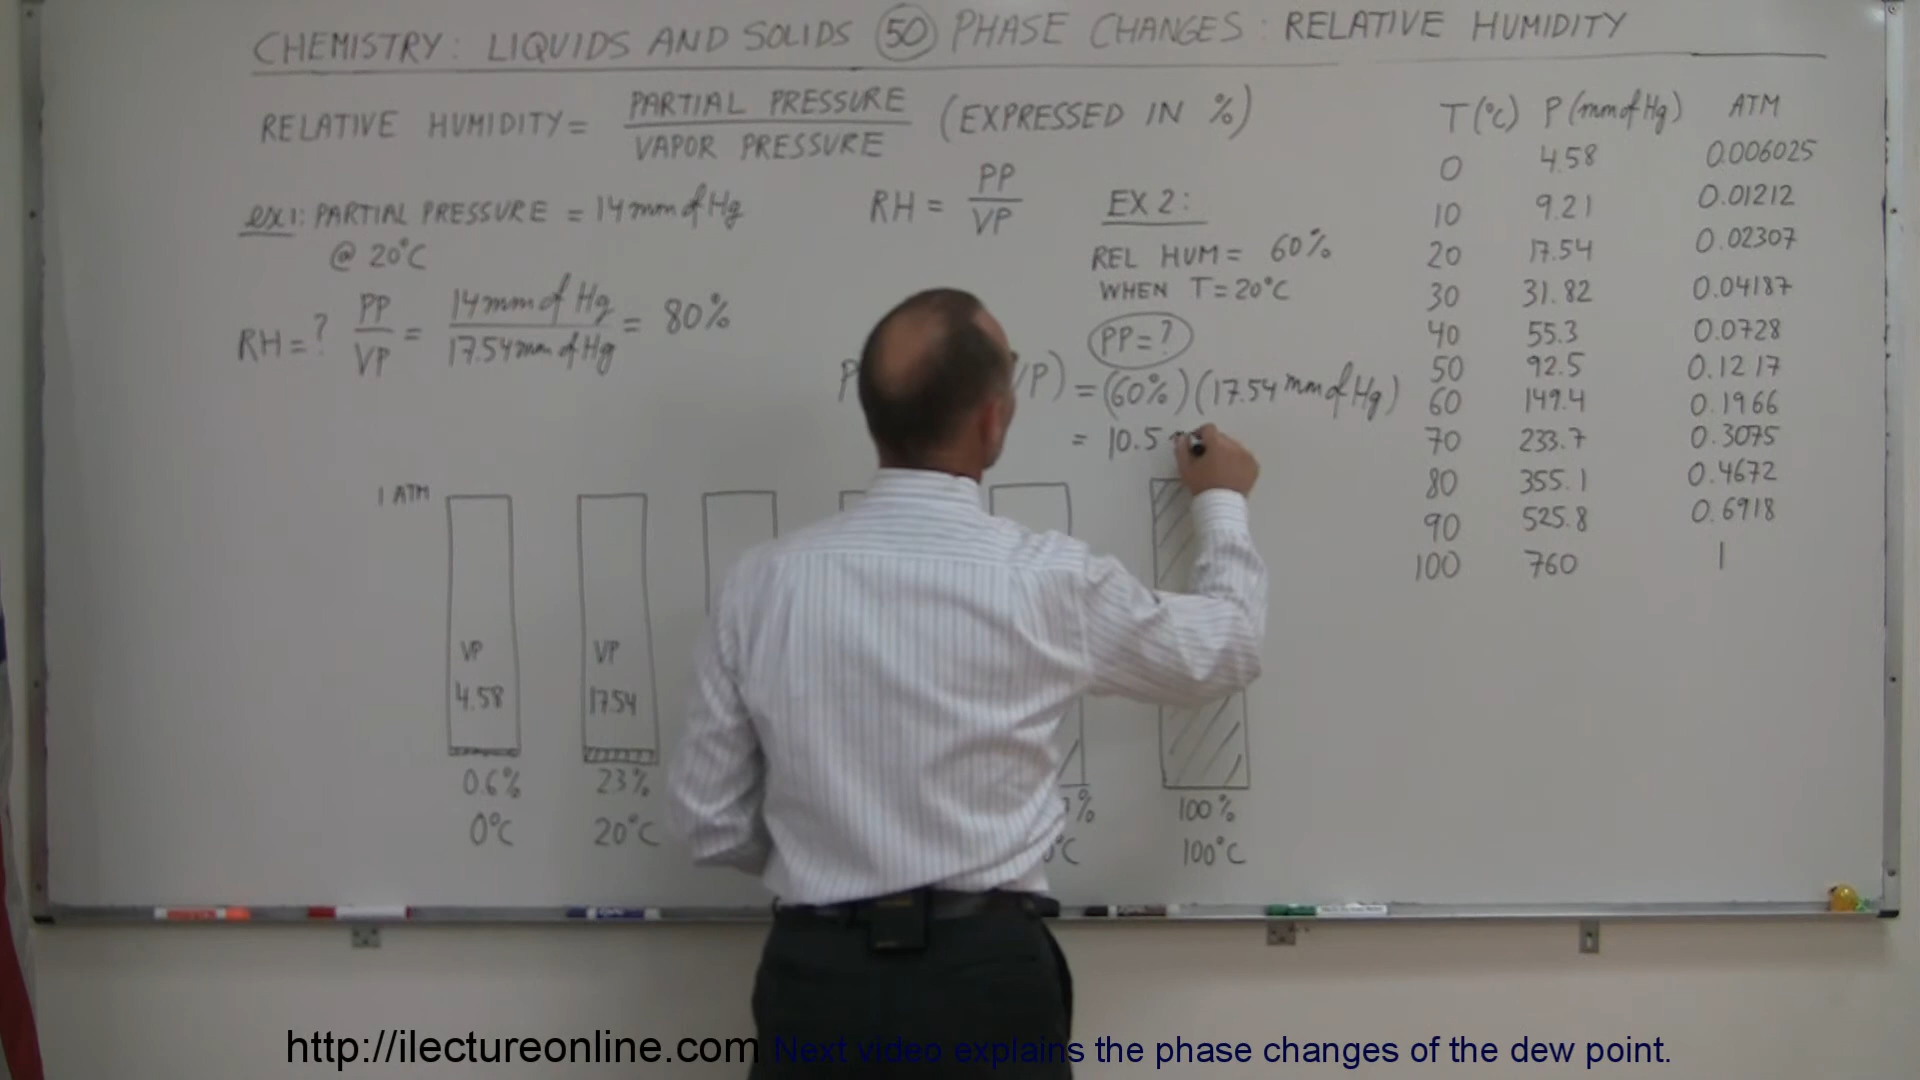 CHEMISTRY: LIQUIDS AND SOLIDS 50 PHASE CHANGES: RELATIVE HUMIDITY
RELATIVE HUMIDITY = PARTIAL PRESSURE / VAPOR PRESSURE (EXPRESSED IN %)
ex1: PARTIAL PRESSURE = 14 mm of Hg
@ 20°C
RH = ? PP / VP = 14 mm of Hg / 17.54 mm of Hg = 80%
RH = PP / VP
EX 2:
REL HUM = 60%
WHEN T = 20°C
PP = ?
P VP) = (60%) (17.54 mm of Hg)
= 10.5
1 ATM
VP
4.58
0.6%
0°C
VP
17.54
23%
20°C
%
°C
100%
100°C
T(°C) P (mm of Hg) ATM
0 4.58 0.006025
10 9.21 0.01212
20 17.54 0.02307
30 31.82 0.04187
40 55.3 0.0728
50 92.5 0.1217
60 149.4 0.1966
70 233.7 0.3075
80 355.1 0.4672
90 525.8 0.6918
100 760 1
http://ilectureonline.com Next video explains the phase changes of the dew point.